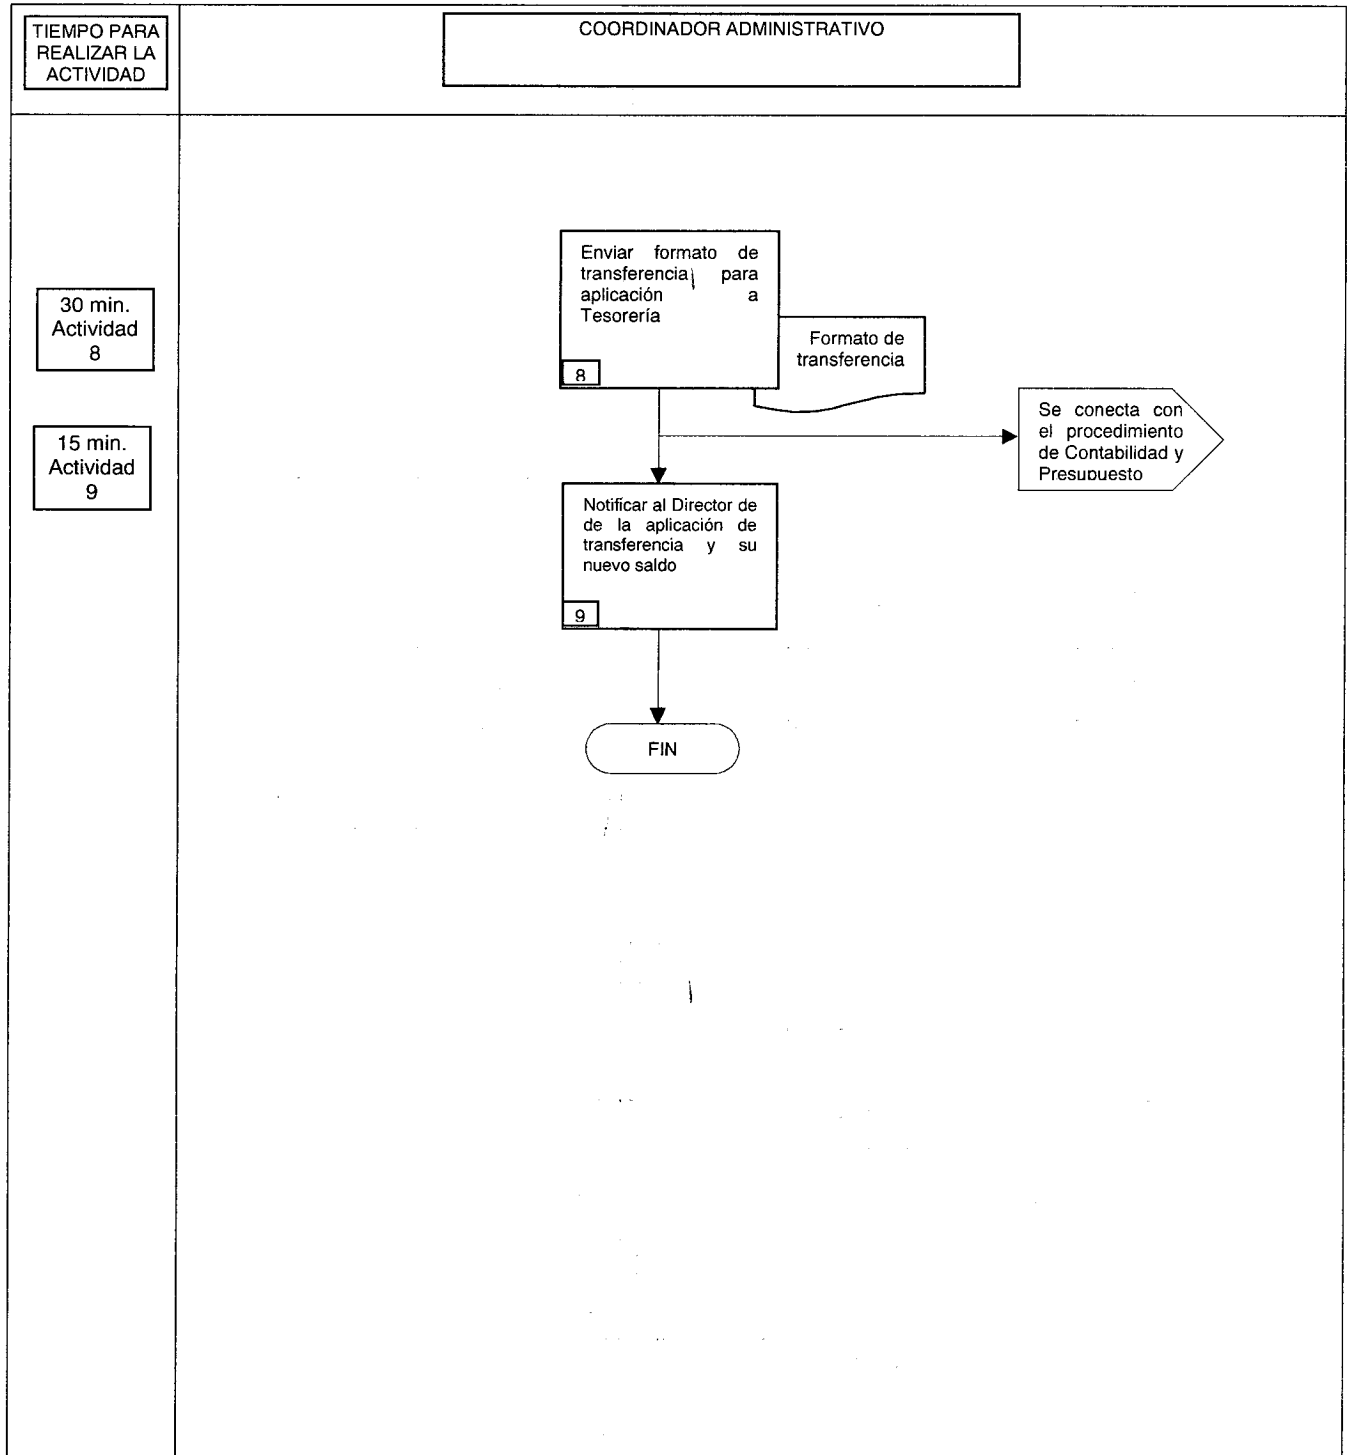 TIEMPO PARA
REALIZAR LA
ACTIVIDAD
COORDINADOR ADMINISTRATIVO
30 min.
Actividad
8
Enviar formato de
transferencia para
aplicación a
Tesorería
8
Formato de
transferencia
Se conecta con
el procedimiento
de Contabilidad y
Presupuesto
15 min.
Actividad
9
Notificar al Director de
de la aplicación de
transferencia y su
nuevo saldo
9
FIN